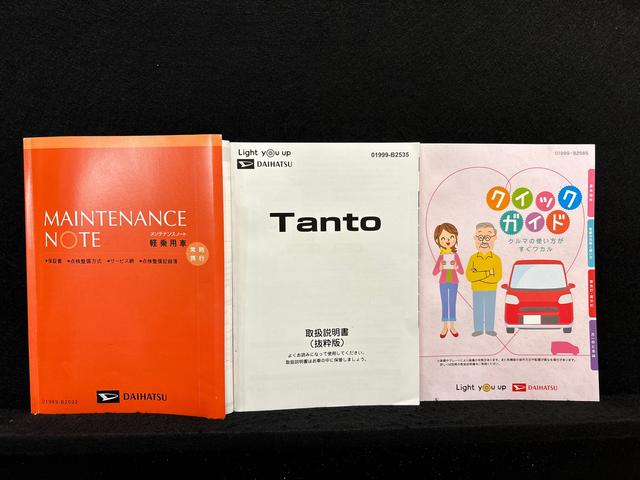 MAINTENANCE
NOTE
メンテナンスノート
軽乗用車
常時
携行
●保証書 ●点検整備方式 ●サービス網 ●点検整備記録簿
01999-B2032
DAIHATSU
Light you up
DAIHATSU
01999-B2535
Tanto
取扱説明書
（抜粋版）
よくお読みになって使用してください。
取扱説明書はお車の中に保管しましょう。
クイック
ガイド
クルマの使い方が
すぐワカル
Light you up
DAIHATSU